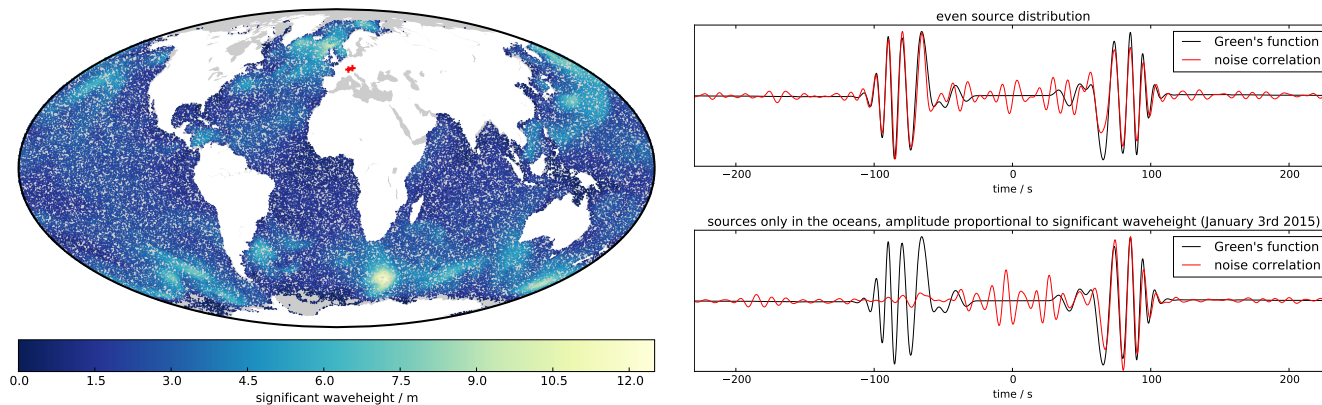 0.0 1.5 3.0 4.5 6.0 7.5 9.0 10.5 12.0
significant waveheight / m
even source distribution
Green's function
noise correlation
−200 −100 0 100 200
time / s
sources only in the oceans, amplitude proportional to significant waveheight (January 3rd 2015)
Green's function
noise correlation
−200 −100 0 100 200
time / s